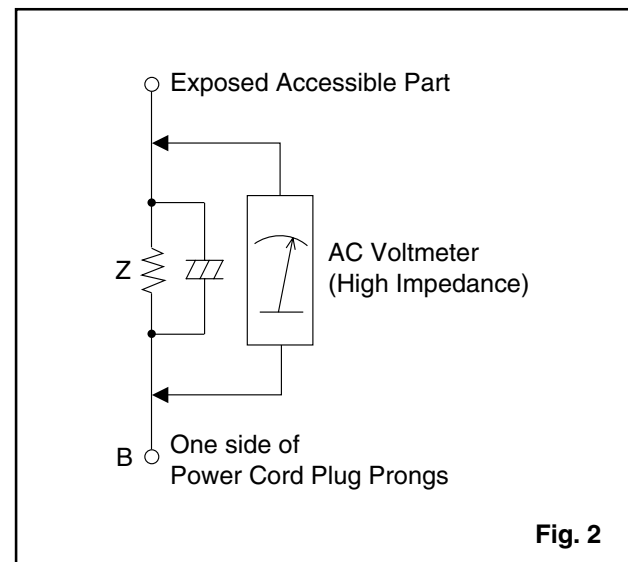 Exposed Accessible Part
Z
AC Voltmeter
(High Impedance)
B
One side of
Power Cord Plug Prongs
Fig. 2